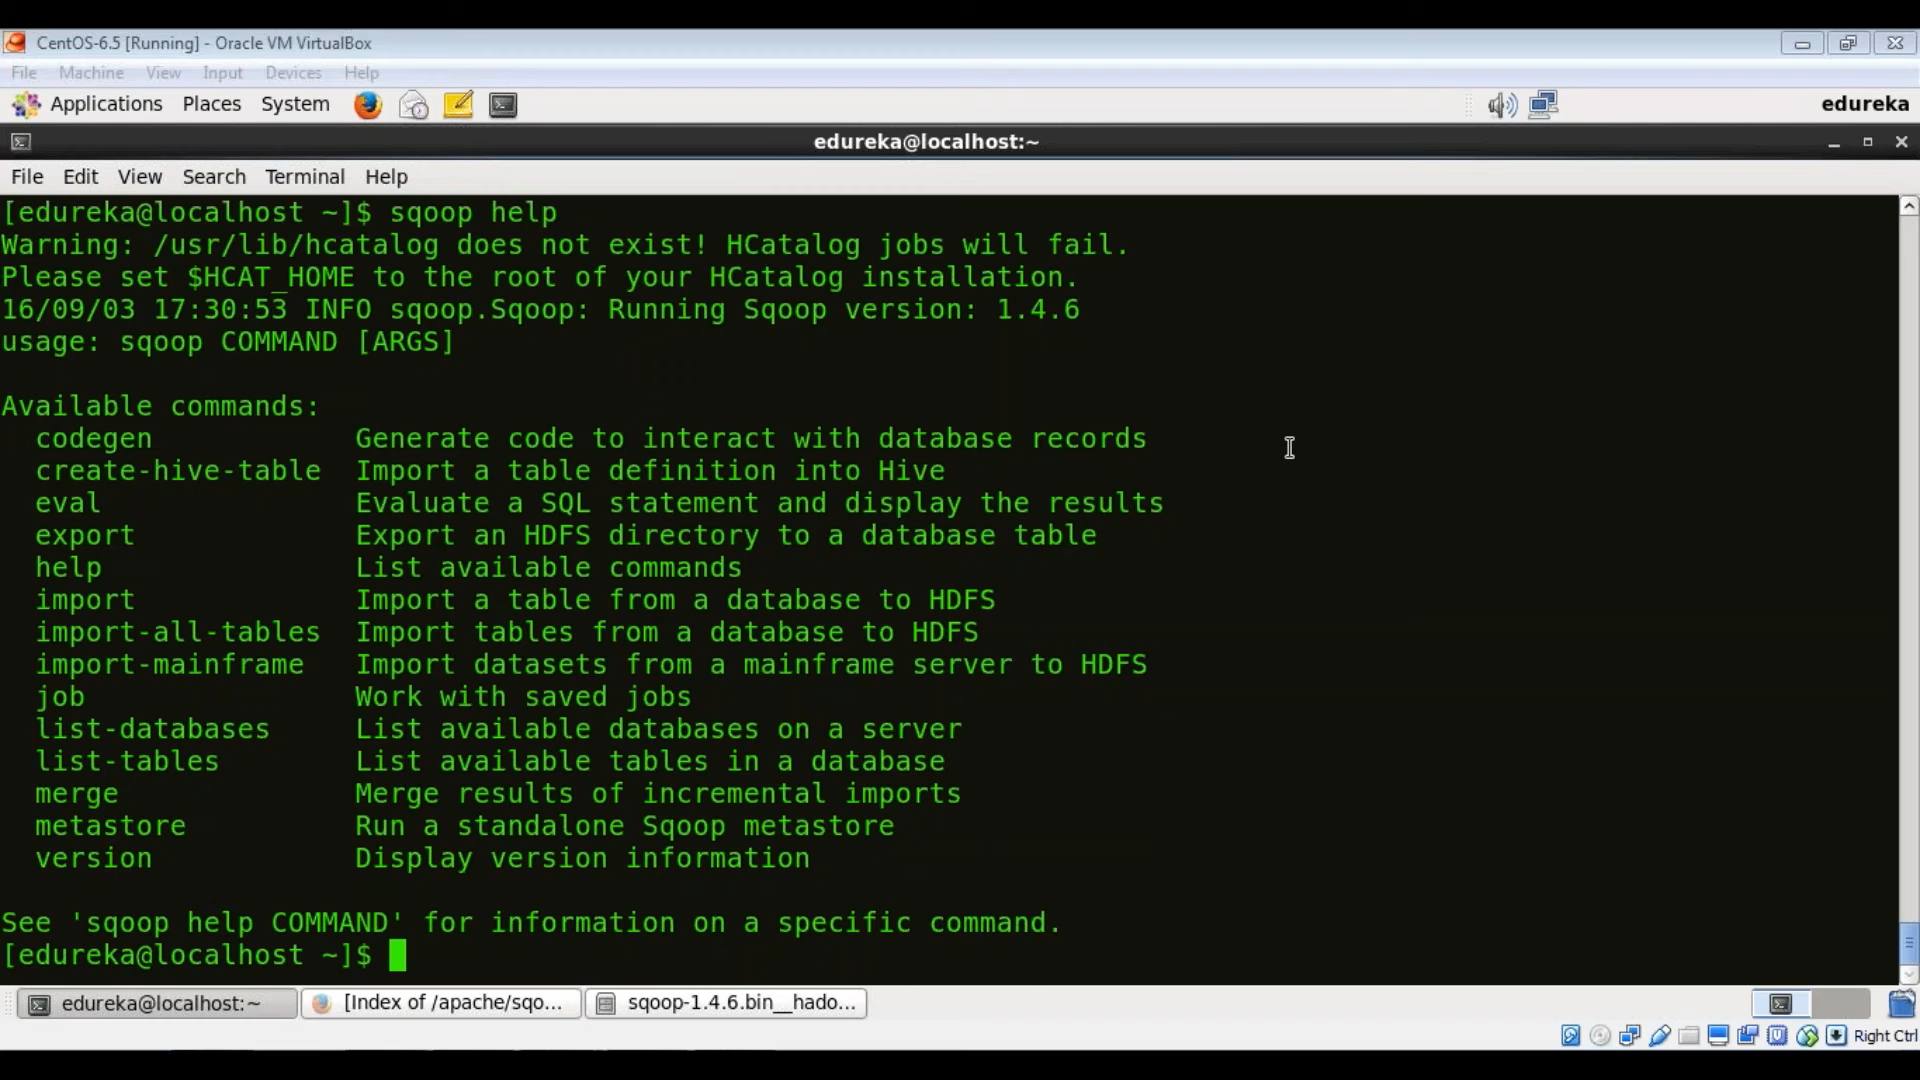 CentOS-6.5 [Running] - Oracle VM VirtualBox
File Machine View Input Devices Help
Applications Places System edureka
edureka@localhost:~
File Edit View Search Terminal Help
[edureka@localhost ~]$ sqoop help
Warning: /usr/lib/hcatalog does not exist! HCatalog jobs will fail.
Please set $HCAT_HOME to the root of your HCatalog installation.
16/09/03 17:30:53 INFO sqoop.Sqoop: Running Sqoop version: 1.4.6
usage: sqoop COMMAND [ARGS]
Available commands:
codegen Generate code to interact with database records
create-hive-table Import a table definition into Hive
eval Evaluate a SQL statement and display the results
export Export an HDFS directory to a database table
help List available commands
import Import a table from a database to HDFS
import-all-tables Import tables from a database to HDFS
import-mainframe Import datasets from a mainframe server to HDFS
job Work with saved jobs
list-databases List available databases on a server
list-tables List available tables in a database
merge Merge results of incremental imports
metastore Run a standalone Sqoop metastore
version Display version information
See 'sqoop help COMMAND' for information on a specific command.
[edureka@localhost ~]$
edureka@localhost:~ [Index of /apache/sqo... sqoop-1.4.6.bin__hado...
Right Ctrl